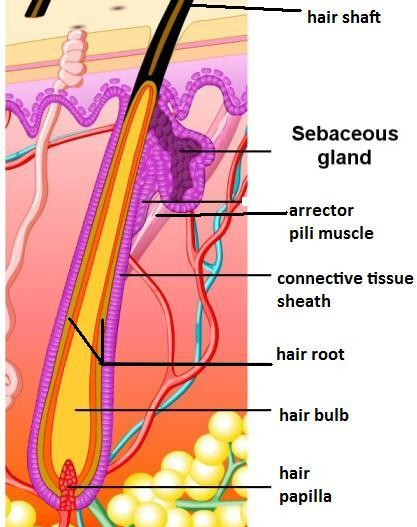 hair shaft
Sebaceous
gland
arrector
pili muscle
connective tissue
sheath
hair root
hair bulb
hair
papilla